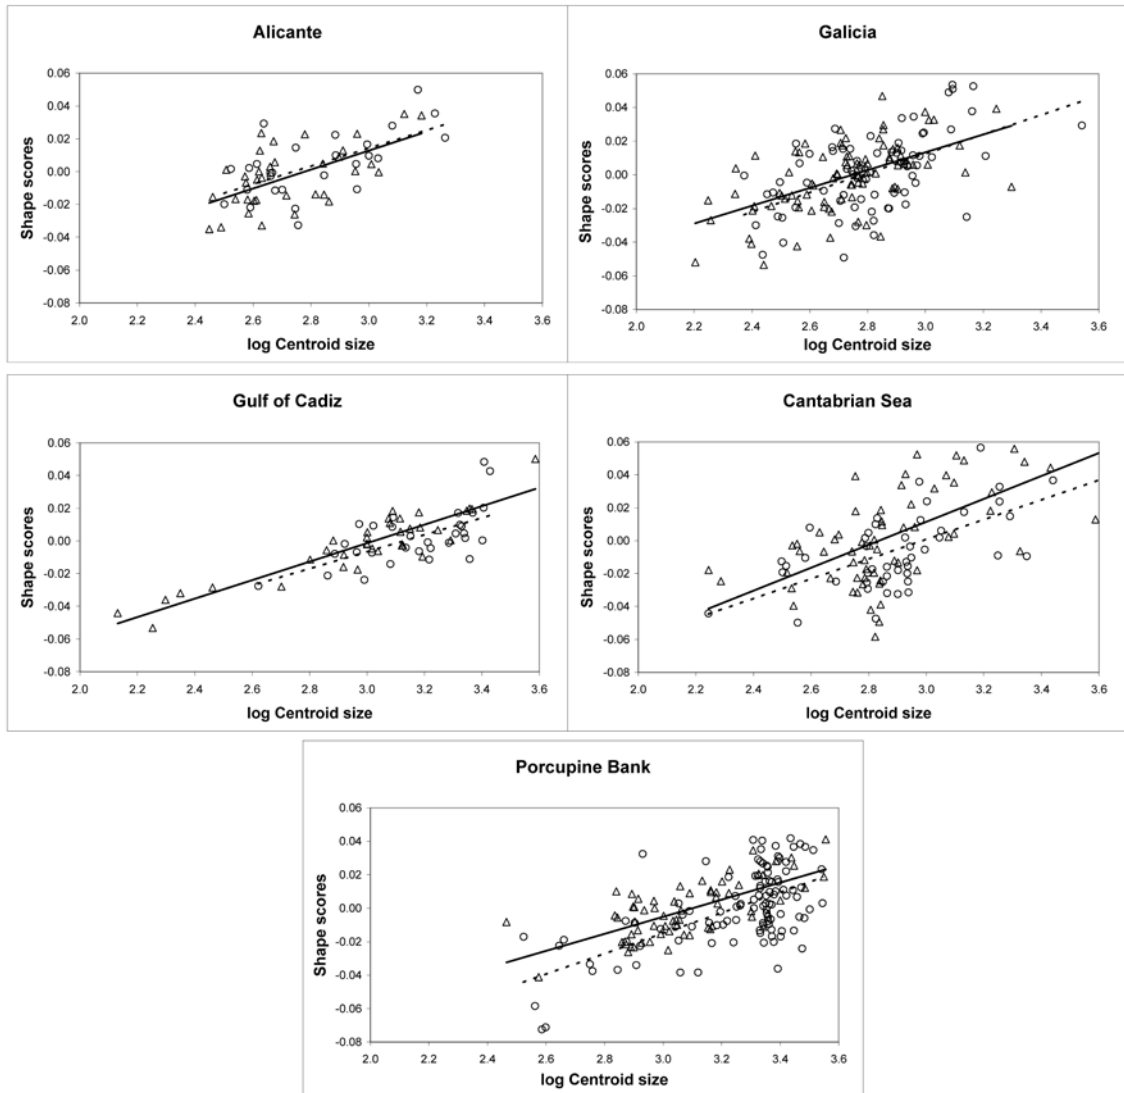 Alicante
Shape scores
0.06
0.04
0.02
0.00
-0.02
-0.04
-0.06
-0.08
2.0 2.2 2.4 2.6 2.8 3.0 3.2 3.4 3.6
log Centroid size
Galicia
Shape scores
0.06
0.04
0.02
0.00
-0.02
-0.04
-0.06
-0.08
2.0 2.2 2.4 2.6 2.8 3.0 3.2 3.4 3.6
log Centroid size
Gulf of Cadiz
Shape scores
0.06
0.04
0.02
0.00
-0.02
-0.04
-0.06
-0.08
2.0 2.2 2.4 2.6 2.8 3.0 3.2 3.4 3.6
log Centroid size
Cantabrian Sea
Shape scores
0.06
0.04
0.02
0.00
-0.02
-0.04
-0.06
-0.08
2.0 2.2 2.4 2.6 2.8 3.0 3.2 3.4 3.6
log Centroid size
Porcupine Bank
Shape scores
0.06
0.04
0.02
0.00
-0.02
-0.04
-0.06
-0.08
2.0 2.2 2.4 2.6 2.8 3.0 3.2 3.4 3.6
log Centroid size